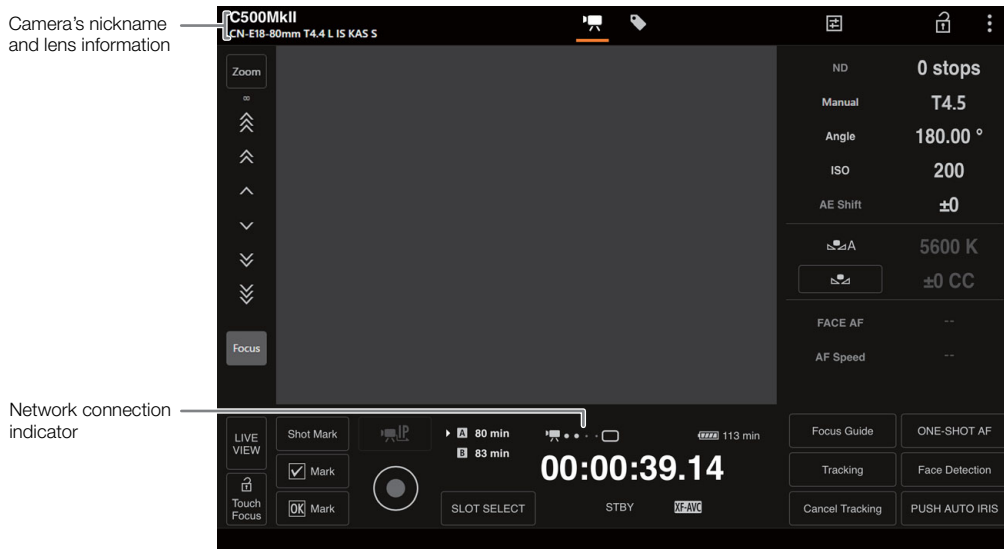 Camera's nickname
and lens information
C500MkII
CN-E18-80mm T4.4 L IS KAS S
Zoom
∞
Focus
ND 0 stops
Manual T4.5
Angle 180.00 °
ISO 200
AE Shift ±0
A 5600 K
±0 CC
FACE AF --
AF Speed --
Network connection
indicator
LIVE
VIEW
Touch
Focus
Shot Mark
Mark
OK Mark
IP
A 80 min
B 83 min
SLOT SELECT
113 min
00:00:39.14
STBY XF-AVC
Focus Guide ONE-SHOT AF
Tracking Face Detection
Cancel Tracking PUSH AUTO IRIS